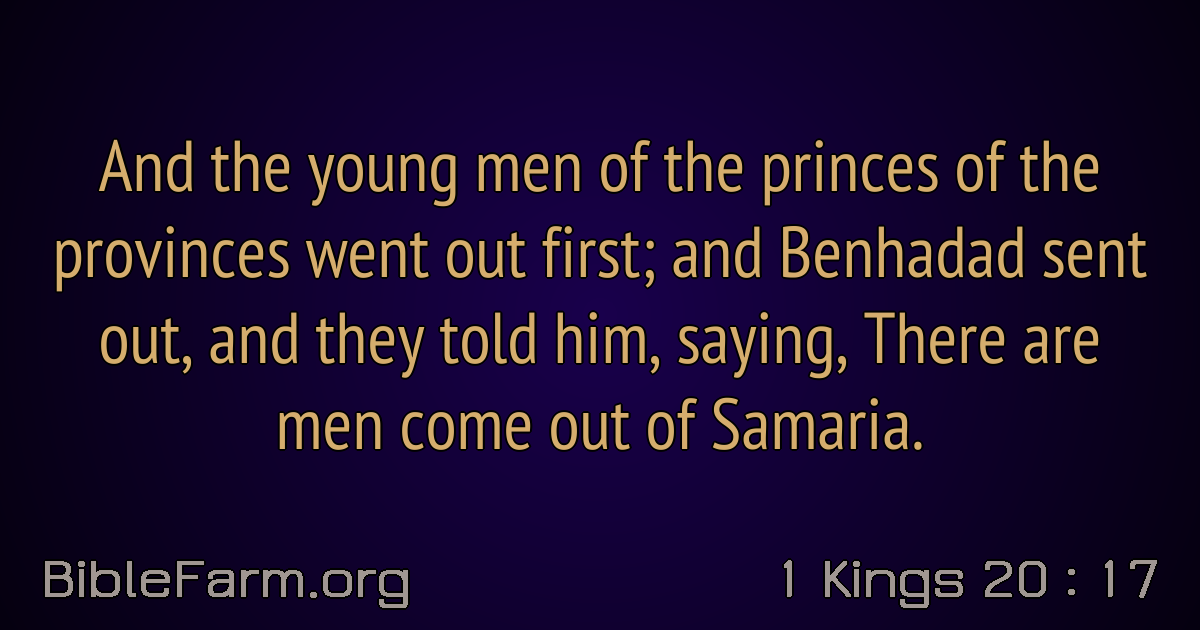 And the young men of the princes of the
provinces went out first; and Benhadad sent
out, and they told him, saying, There are
men come out of Samaria.
BibleFarm.org
1 Kings 20 : 17